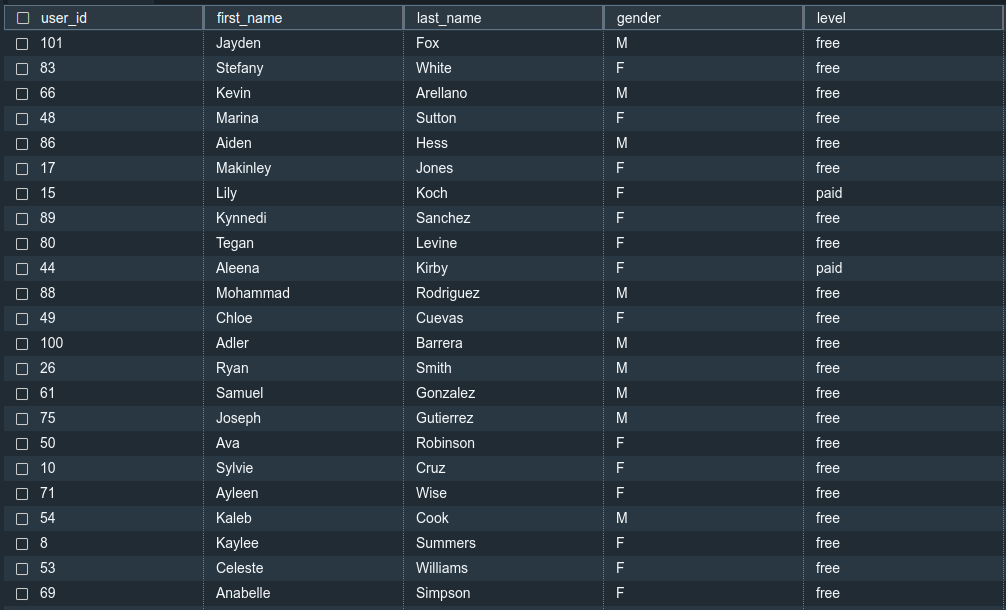 user_id first_name last_name gender level
101 Jayden Fox M free
83 Stefany White F free
66 Kevin Arellano M free
48 Marina Sutton F free
86 Aiden Hess M free
17 Makinley Jones F free
15 Lily Koch F paid
89 Kynnedi Sanchez F free
80 Tegan Levine F free
44 Aleena Kirby F paid
88 Mohammad Rodriguez M free
49 Chloe Cuevas F free
100 Adler Barrera M free
26 Ryan Smith M free
61 Samuel Gonzalez M free
75 Joseph Gutierrez M free
50 Ava Robinson F free
10 Sylvie Cruz F free
71 Ayleen Wise F free
54 Kaleb Cook M free
8 Kaylee Summers F free
53 Celeste Williams F free
69 Anabelle Simpson F free